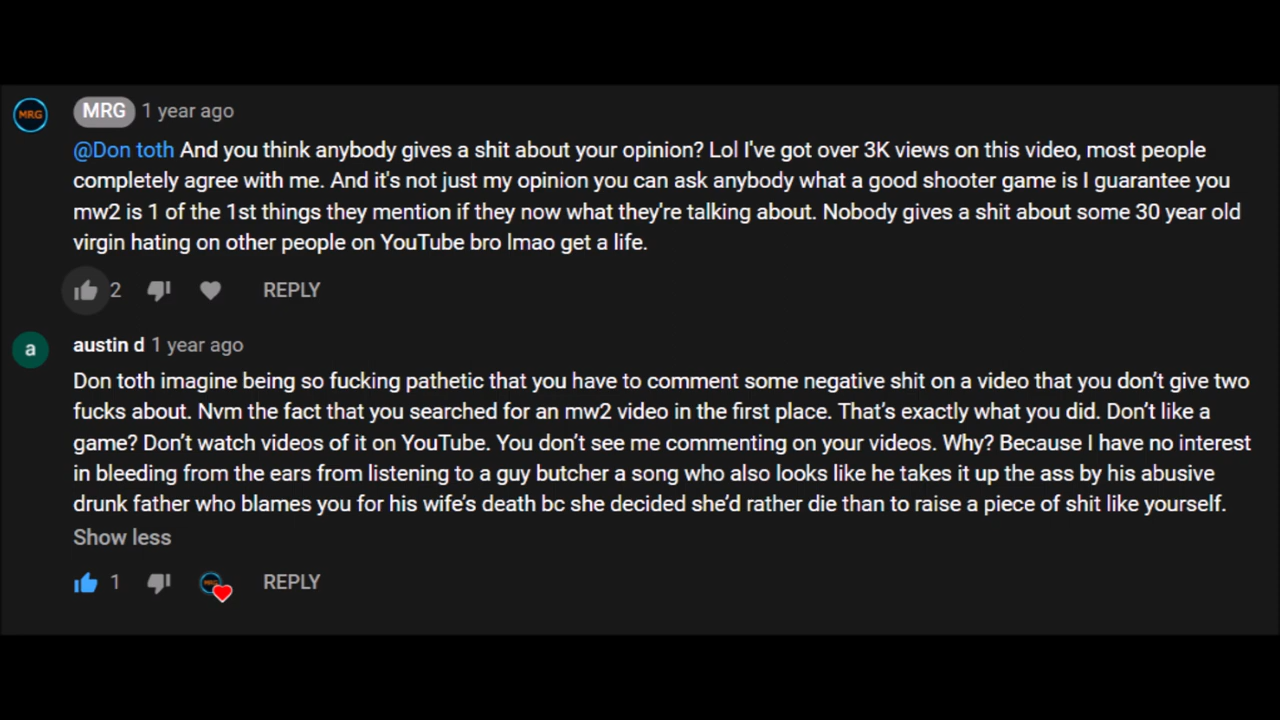 MRG
MRG 1 year ago
@Don toth And you think anybody gives a shit about your opinion? Lol I've got over 3K views on this video, most people
completely agree with me. And it's not just my opinion you can ask anybody what a good shooter game is I guarantee you
mw2 is 1 of the 1st things they mention if they now what they're talking about. Nobody gives a shit about some 30 year old
virgin hating on other people on YouTube bro lmao get a life.
2 REPLY
a
austin d 1 year ago
Don toth imagine being so fucking pathetic that you have to comment some negative shit on a video that you don’t give two
fucks about. Nvm the fact that you searched for an mw2 video in the first place. That’s exactly what you did. Don’t like a
game? Don’t watch videos of it on YouTube. You don’t see me commenting on your videos. Why? Because I have no interest
in bleeding from the ears from listening to a guy butcher a song who also looks like he takes it up the ass by his abusive
drunk father who blames you for his wife’s death bc she decided she’d rather die than to raise a piece of shit like yourself.
Show less
1 MRG REPLY